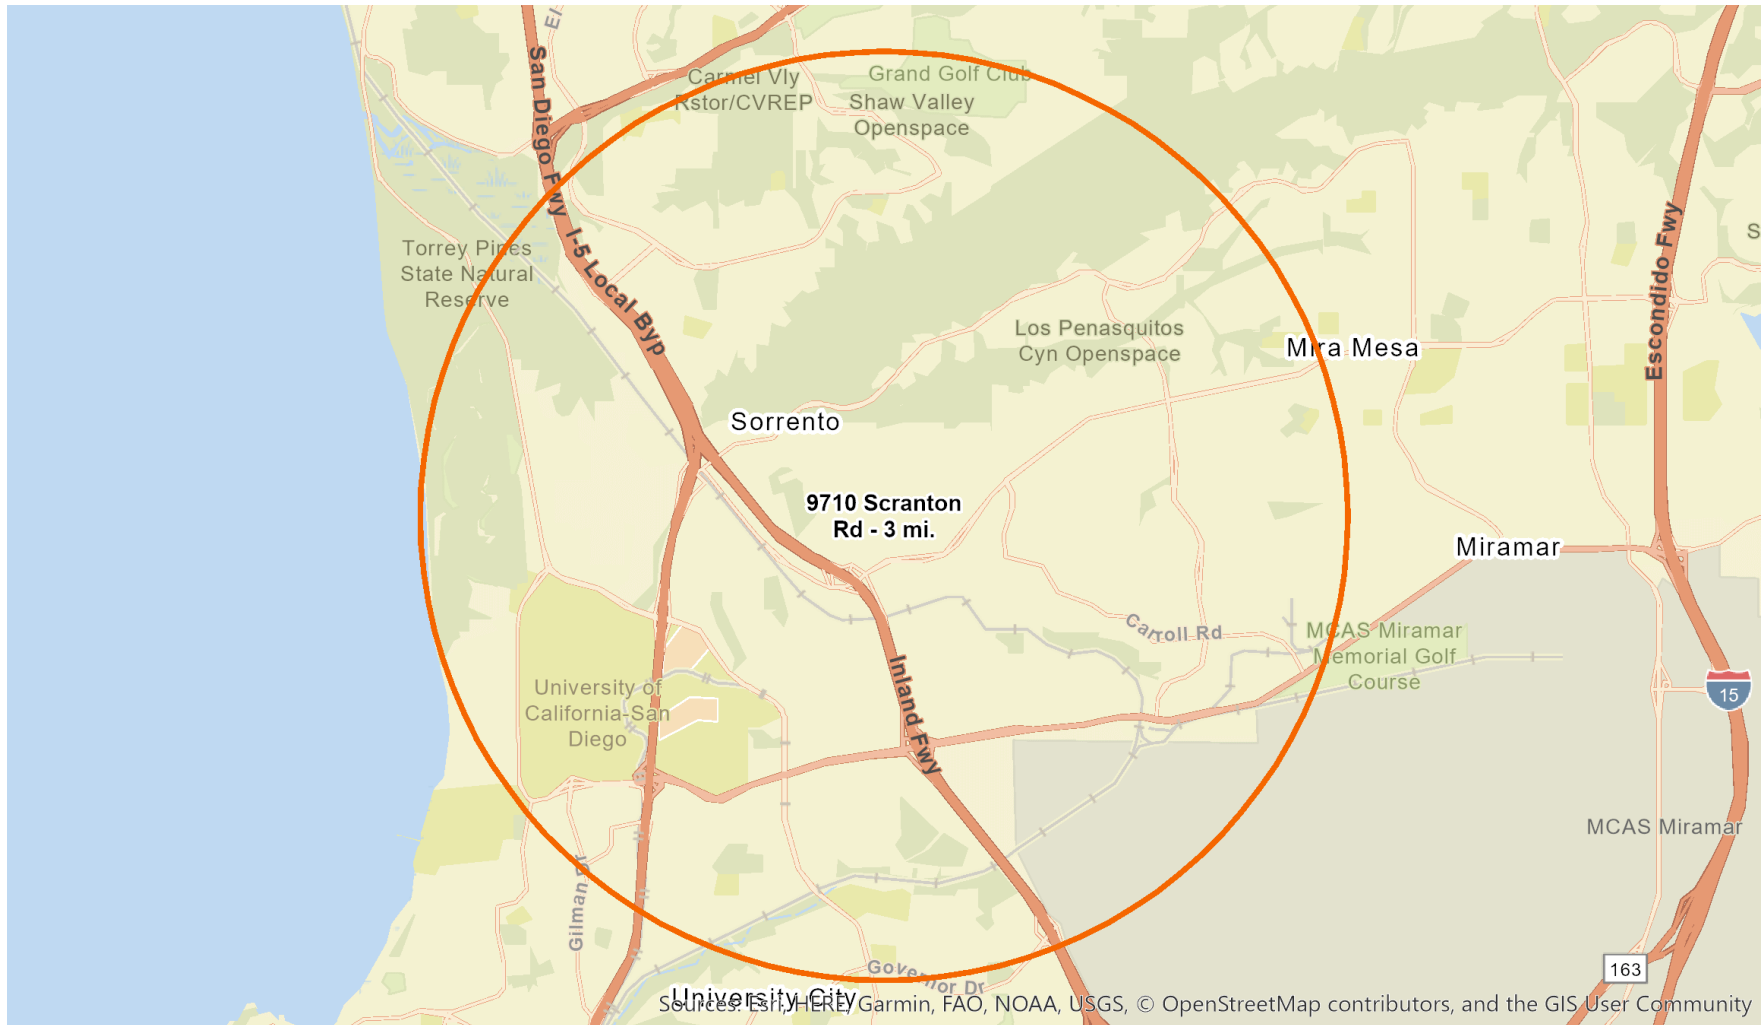 El
San Diego Fwy
Carmel Vly
Rstor/CVREP
Grand Golf Club
Shaw Valley
Openspace
Torrey Pines
State Natural
Reserve
I-5 Local Byp
Escondido Fwy
S
Los Penasquitos
Cyn Openspace
Mira Mesa
Sorrento
9710 Scranton
Rd - 3 mi.
Miramar
Carroll Rd
MCAS Miramar
Memorial Golf
Course
University of
California-San
Diego
Inland Fwy
15
MCAS Miramar
Gilman Dr
163
Governor Dr
University City
Sources: Esri, HERE, Garmin, FAO, NOAA, USGS, © OpenStreetMap contributors, and the GIS User Community